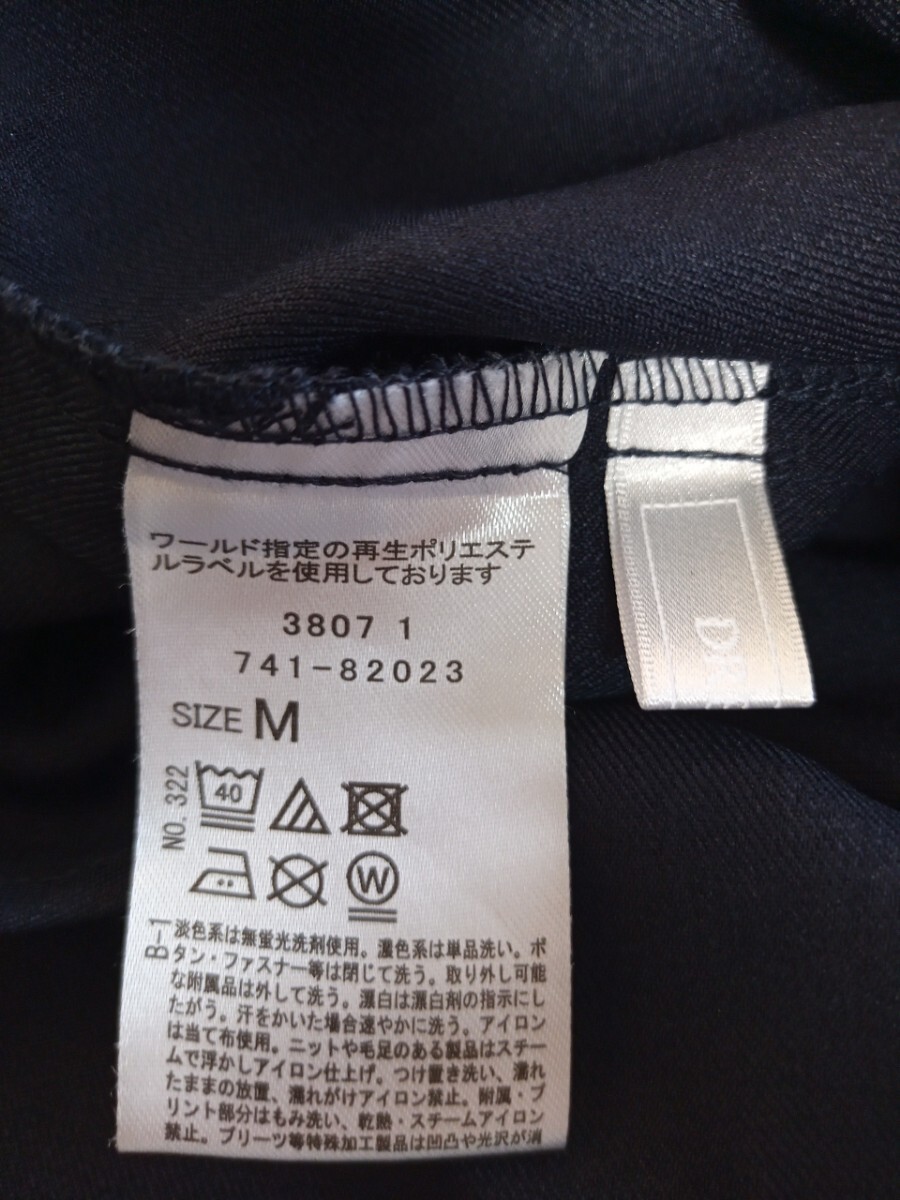 ワールド指定の再生ポリエステ
ルラベルを使用しております
3807 1
741-82023
SIZE M
NO. 322
40
W
B-1
淡色系は無蛍光洗剤使用。濃色系は単品洗い。ボ
タン・ファスナー等は閉じて洗う。取り外し可能
な附属品は外して洗う。漂白は漂白剤の指示にし
たがう。汗をかいた場合速やかに洗う。アイロン
は当て布使用。ニットや毛足のある製品はスチー
ムで浮かしアイロン仕上げ。つけ置き洗い、濡れ
たままの放置、濡れがけアイロン禁止。附属・プ
リント部分はもみ洗い、乾熱・スチームアイロン
禁止。プリーツ等特殊加工製品は凹凸や光沢が消